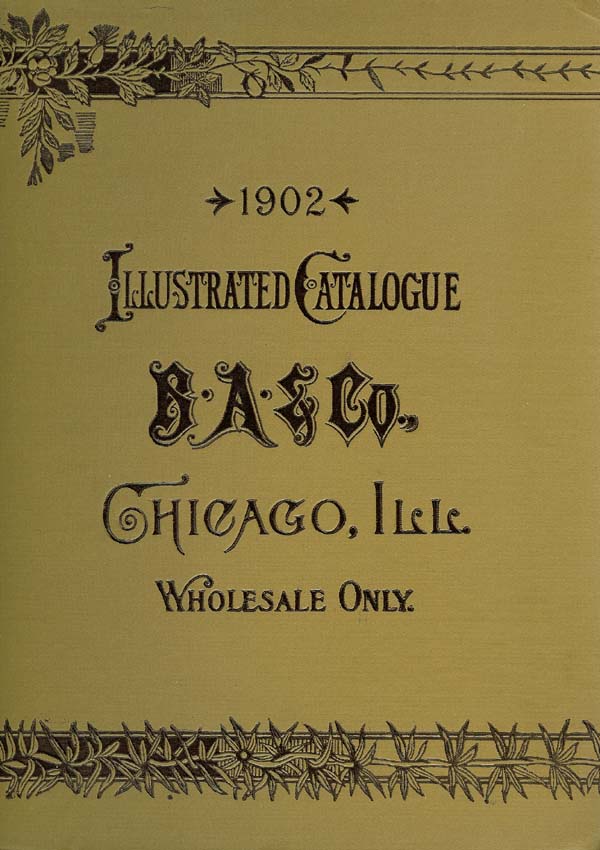 1902
ILLUSTRATED CATALOGUE
B. A. & Co.,
CHICAGO, ILL.
WHOLESALE ONLY.